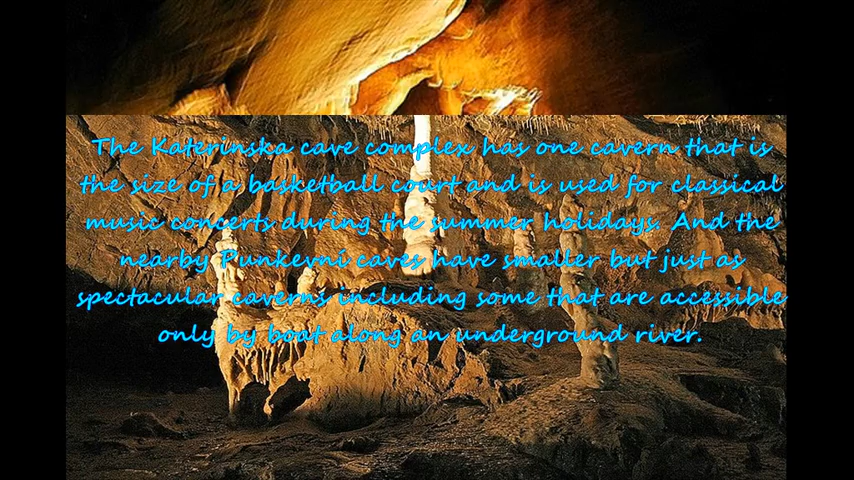 The Katerinska cave complex has one cavern that is
the size of a basketball court and is used for classical
music concerts during the summer holidays. And the
nearby Punkevní caves have smaller but just as
spectacular caverns including some that are accessible
only by boat along an underground river.